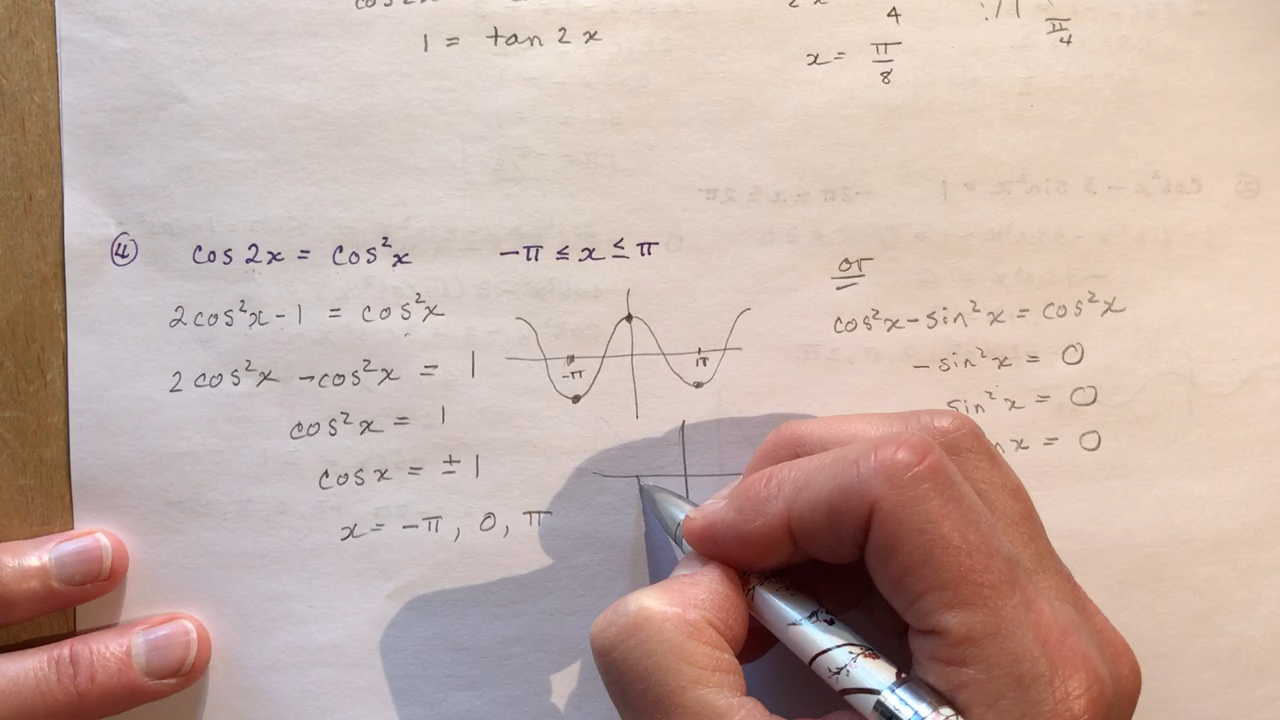 1 = tan 2x
4
x = π/8
π/4
④ cos 2x = cos²x -π ≤ x ≤ π
2cos²x - 1 = cos²x
2cos²x - cos²x = 1
cos²x = 1
cosx = ± 1
x = -π, 0, π
-π
π
or
cos²x - sin²x = cos²x
- sin²x = 0
sin²x = 0
x = 0